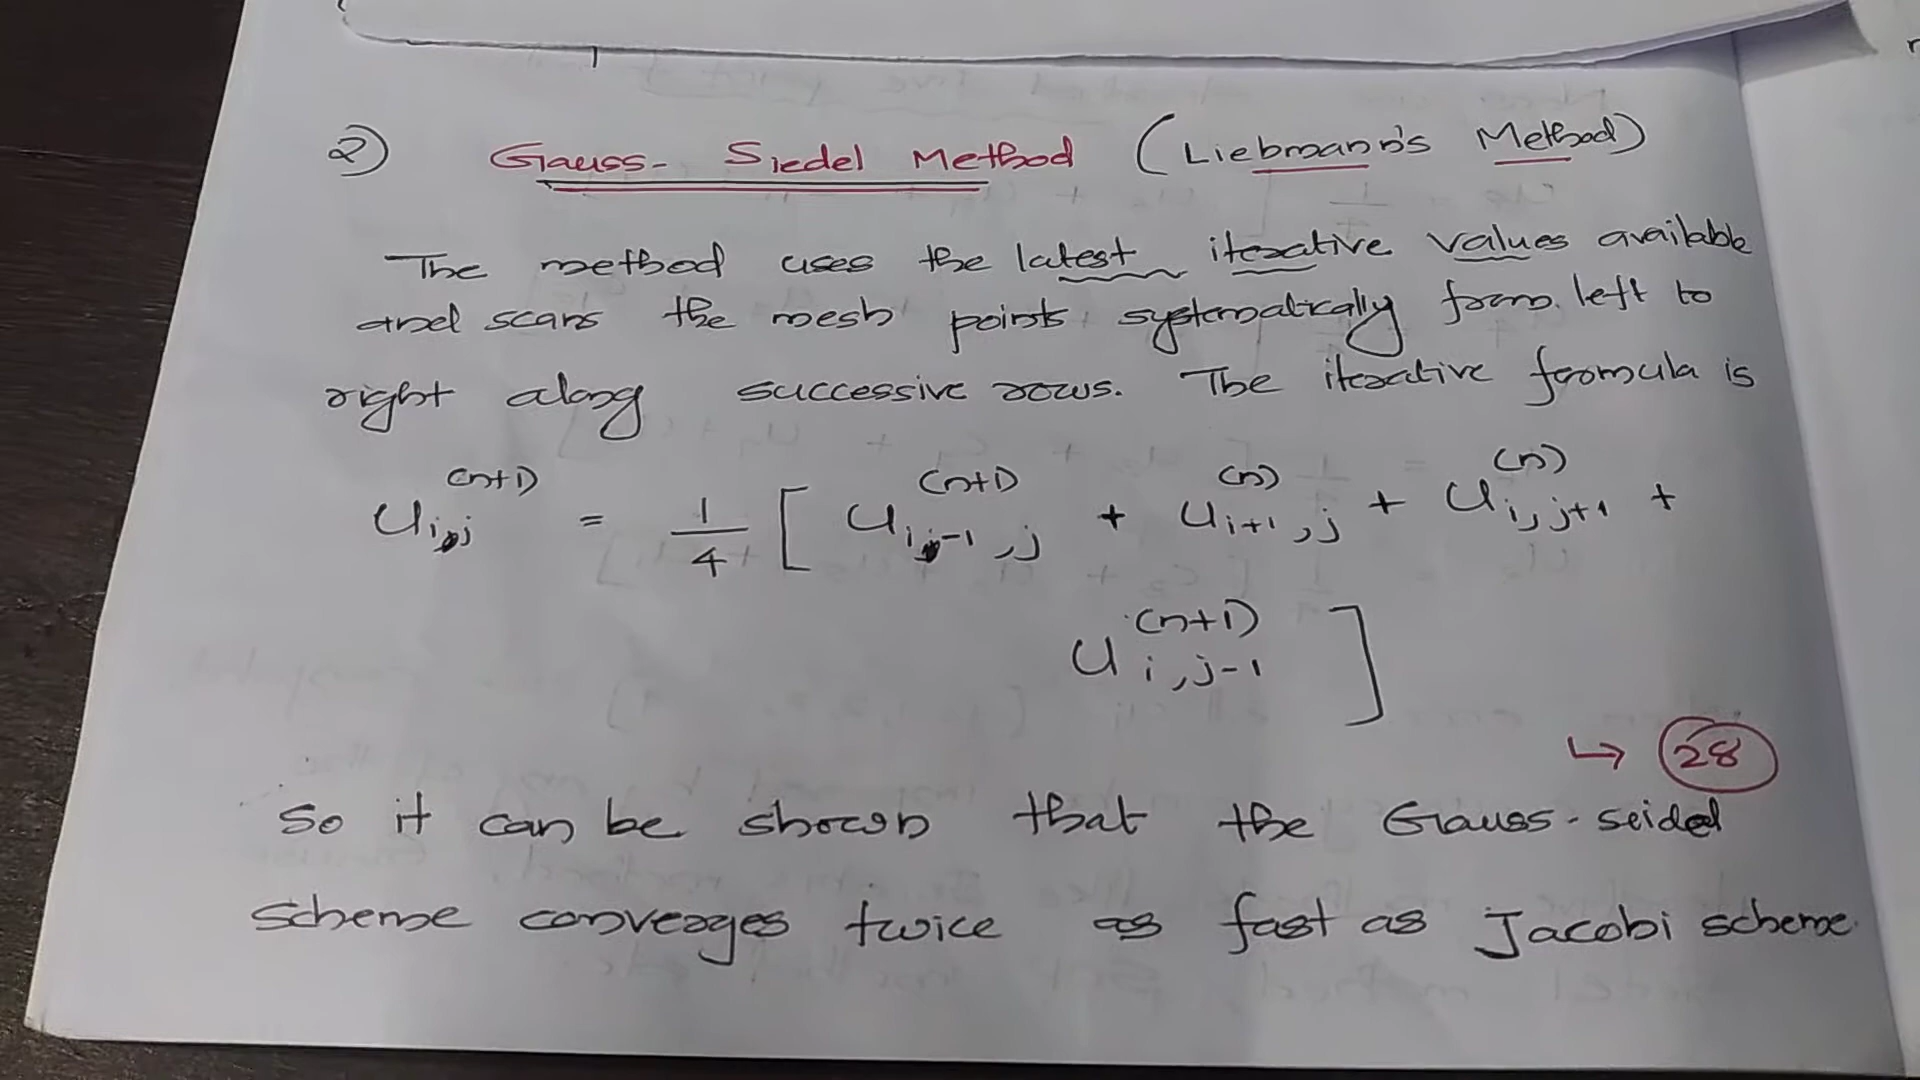 2) Gauss- Siedel Method (Liebmann's Method)
The method uses the latest iterative values available
and scans the mesh points systematically from left to
right along successive rows. The iterative formula is
u_{i,j}^{(n+1)} = 1/4 [ u_{i-1,j}^{(n+1)} + u_{i+1,j}^{(n)} + u_{i,j+1}^{(n)} +
u_{i,j-1}^{(n+1)} ]
↳ 28
So it can be shown that the Gauss-seidel
scheme converges twice as fast as Jacobi scheme.